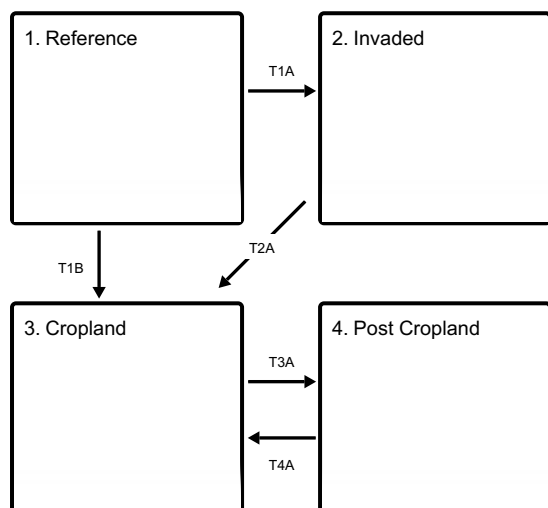 1. Reference
2. Invaded
T1A
T1B
T2A
3. Cropland
4. Post Cropland
T3A
T4A